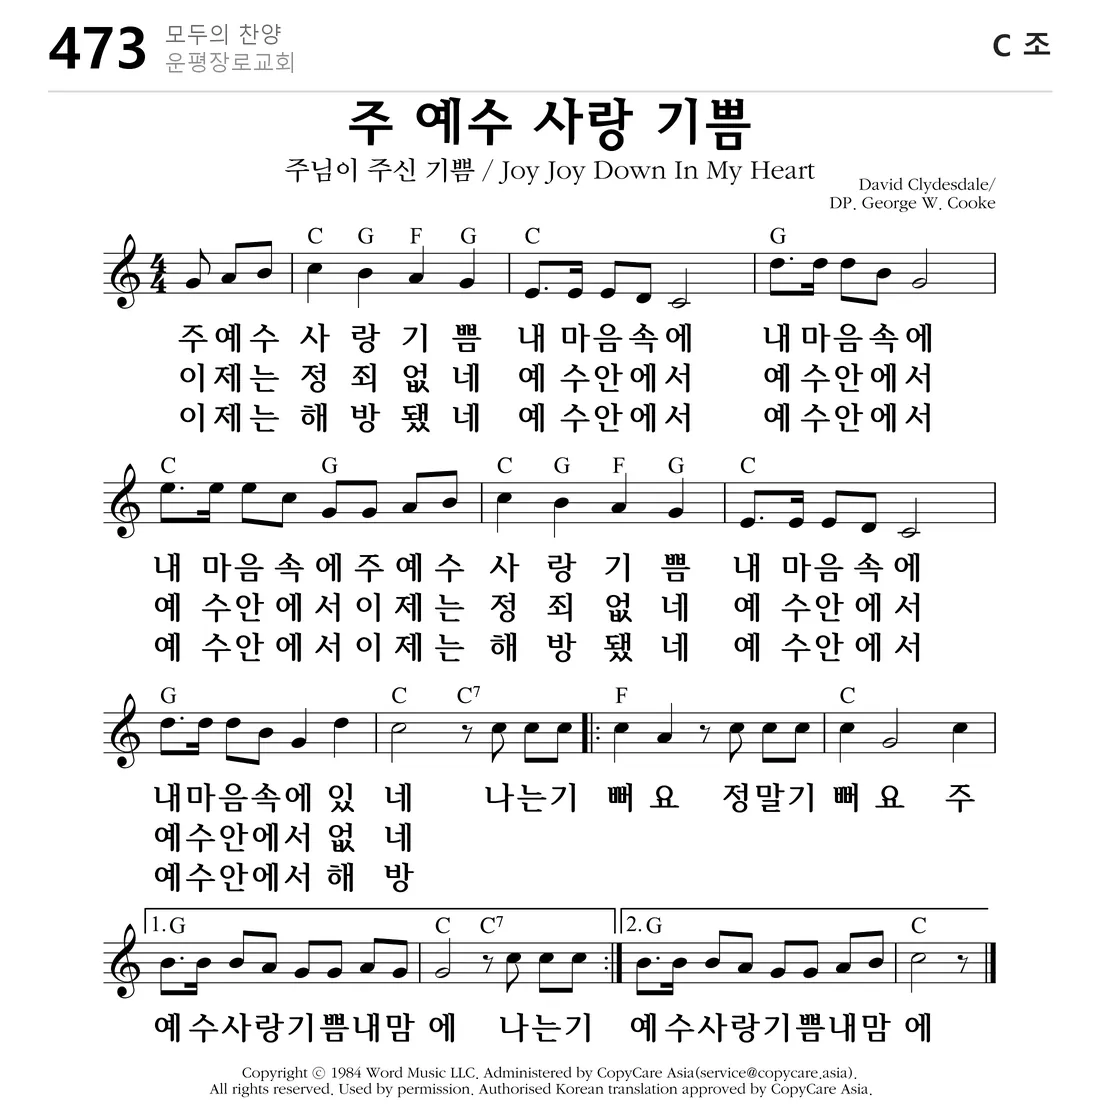 473 모두의 찬양
운평장로교회
C 조
주 예수 사랑 기쁨
주님이 주신 기쁨 / Joy Joy Down In My Heart
David Clydesdale/
DP. George W. Cooke
C G F G C G
주예수 사 랑 기 쁨 내 마음속에 내 마음속에
이제는 정 죄 없 네 예 수안에서 예 수안에서
이제는 해 방 됐 네 예 수안에서 예 수안에서
C G C G F G C
내 마음 속 에 주 예 수 사 랑 기 쁨 내 마음 속 에
예 수안 에 서 이 제 는 정 죄 없 네 예 수안 에 서
예 수안 에 서 이 제 는 해 방 됐 네 예 수안 에 서
G C C7 F C
내마음속에 있 네 나는기 뻐 요 정말기 뻐 요 주
예수안에서 없 네
예수안에서 해 방
1. G C C7 2. G C
예 수사랑기쁨내맘 에 나는기 예 수사랑기쁨내맘 에
Copyright ⓒ 1984 Word Music LLC. Administered by CopyCare Asia(service@copycare.asia).
All rights reserved. Used by permission. Authorised Korean translation approved by CopyCare Asia.